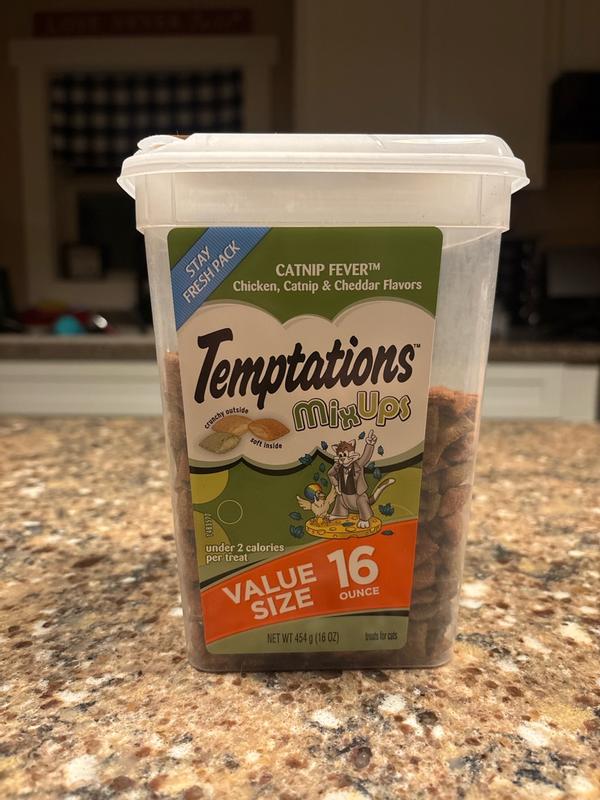 STAY
FRESH PACK
CATNIP FEVER™
Chicken, Catnip & Cheddar Flavors
Temptations™
MixUps
crunchy outside
soft inside
under 2 calories
per treat
VALUE
SIZE
16
OUNCE
NET WT 454 g (16 OZ)
treats for cats